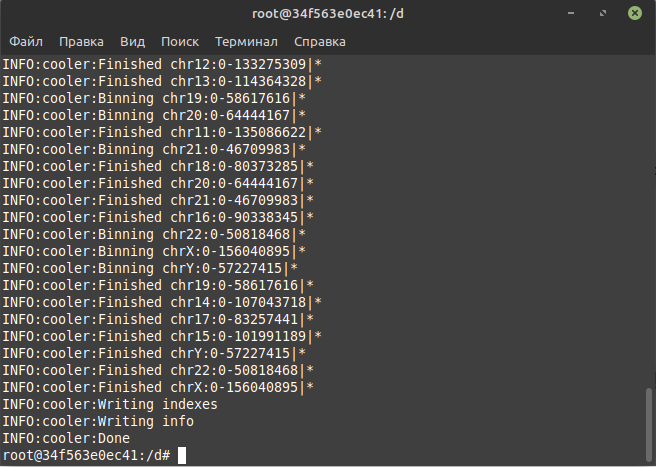 root@34f563e0ec41: /d
Файл Правка Вид Поиск Терминал Справка
INFO:cooler:Finished chr12:0-133275309|*
INFO:cooler:Finished chr13:0-114364328|*
INFO:cooler:Binning chr19:0-58617616|*
INFO:cooler:Binning chr20:0-64444167|*
INFO:cooler:Finished chr11:0-135086622|*
INFO:cooler:Binning chr21:0-46709983|*
INFO:cooler:Finished chr18:0-80373285|*
INFO:cooler:Finished chr20:0-64444167|*
INFO:cooler:Finished chr21:0-46709983|*
INFO:cooler:Finished chr16:0-90338345|*
INFO:cooler:Binning chr22:0-50818468|*
INFO:cooler:Binning chrX:0-156040895|*
INFO:cooler:Binning chrY:0-57227415|*
INFO:cooler:Finished chr19:0-58617616|*
INFO:cooler:Finished chr14:0-107043718|*
INFO:cooler:Finished chr17:0-83257441|*
INFO:cooler:Finished chr15:0-101991189|*
INFO:cooler:Finished chrY:0-57227415|*
INFO:cooler:Finished chr22:0-50818468|*
INFO:cooler:Finished chrX:0-156040895|*
INFO:cooler:Writing indexes
INFO:cooler:Writing info
INFO:cooler:Done
root@34f563e0ec41:/d#